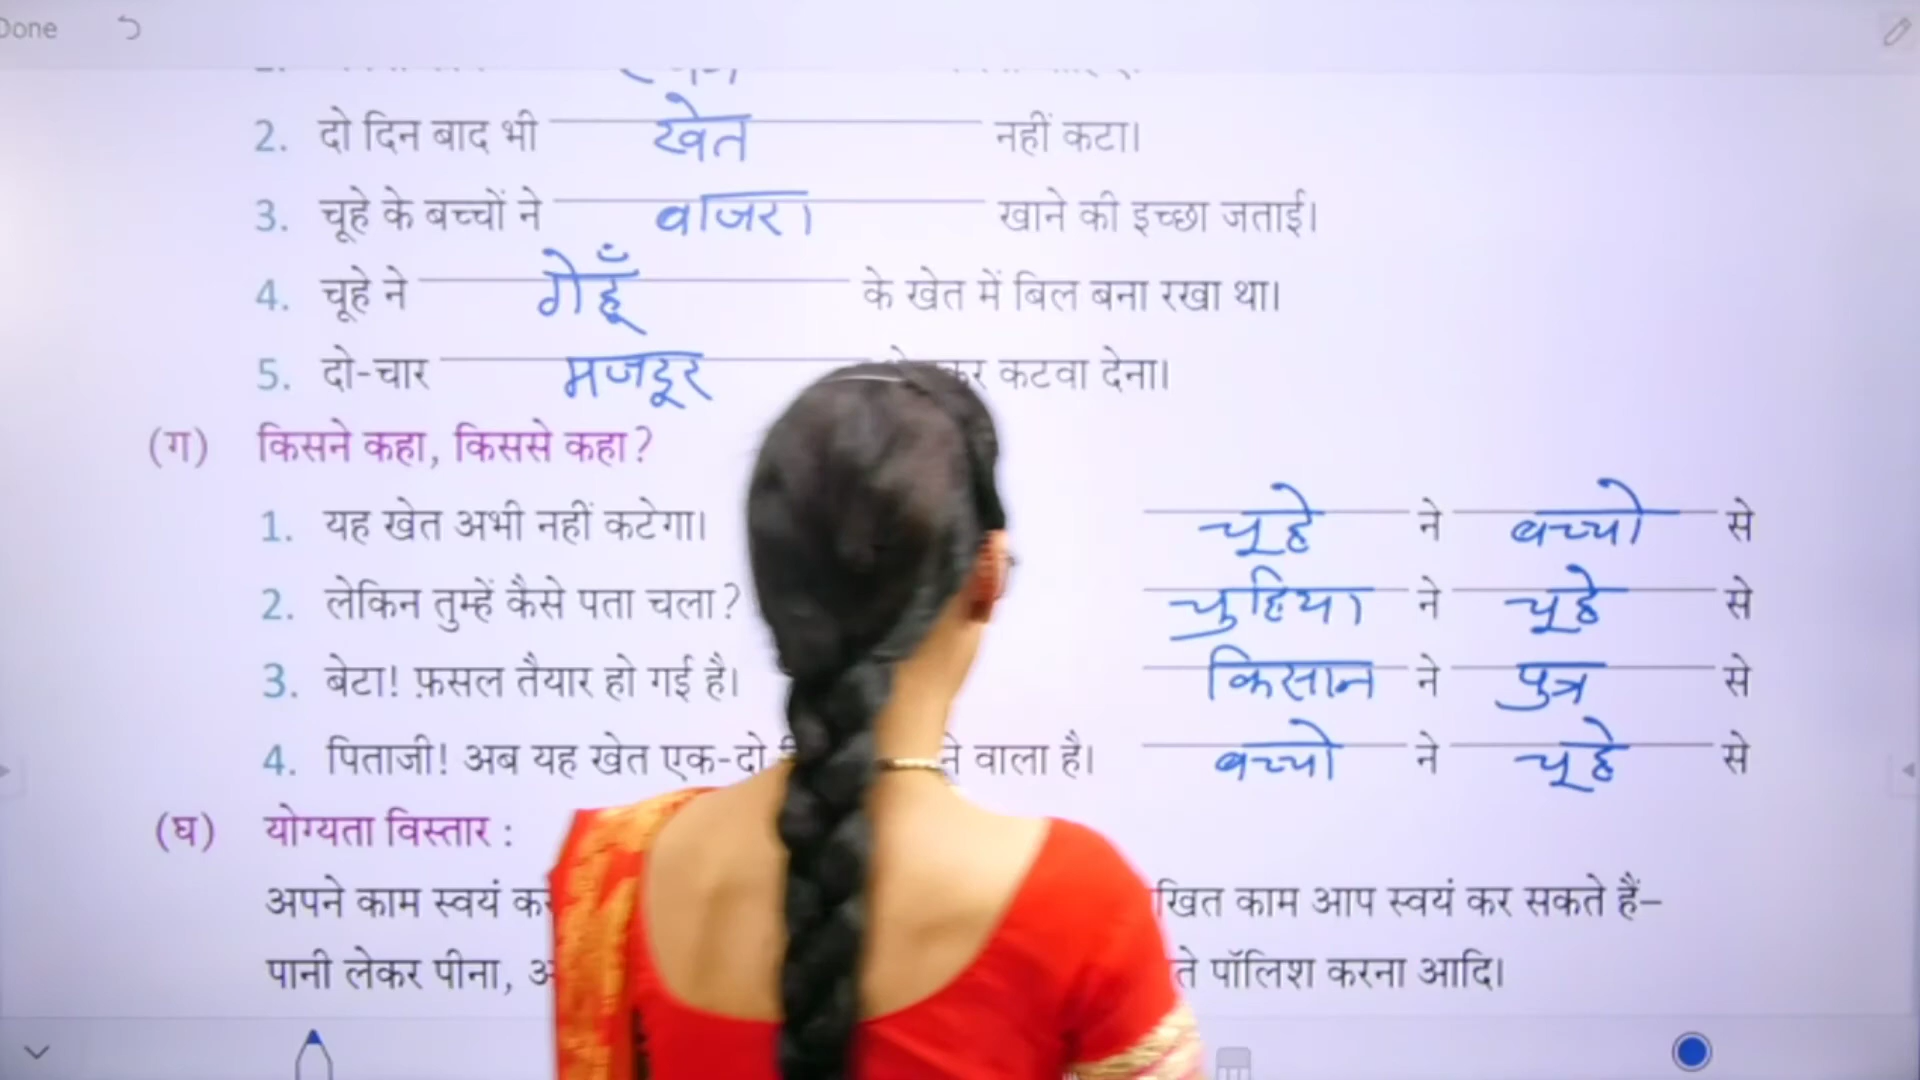 Done
2. दो दिन बाद भी खेत नहीं कटा।
3. चूहे के बच्चों ने बाजरा खाने की इच्छा जताई।
4. चूहे ने गेहूँ के खेत में बिल बना रखा था।
5. दो-चार मजदूर कर कटवा देना।
(ग) किसने कहा, किससे कहा?
1. यह खेत अभी नहीं कटेगा। चूहे ने बच्चो से
2. लेकिन तुम्हें कैसे पता चला? चुहिया ने चूहे से
3. बेटा! फ़सल तैयार हो गई है। किसान ने पुत्र से
4. पिताजी! अब यह खेत एक-दो ने वाला है। बच्चो ने चूहे से
(घ) योग्यता विस्तार :
अपने काम स्वयं कर खित काम आप स्वयं कर सकते हैं–
पानी लेकर पीना, अ ते पॉलिश करना आदि।